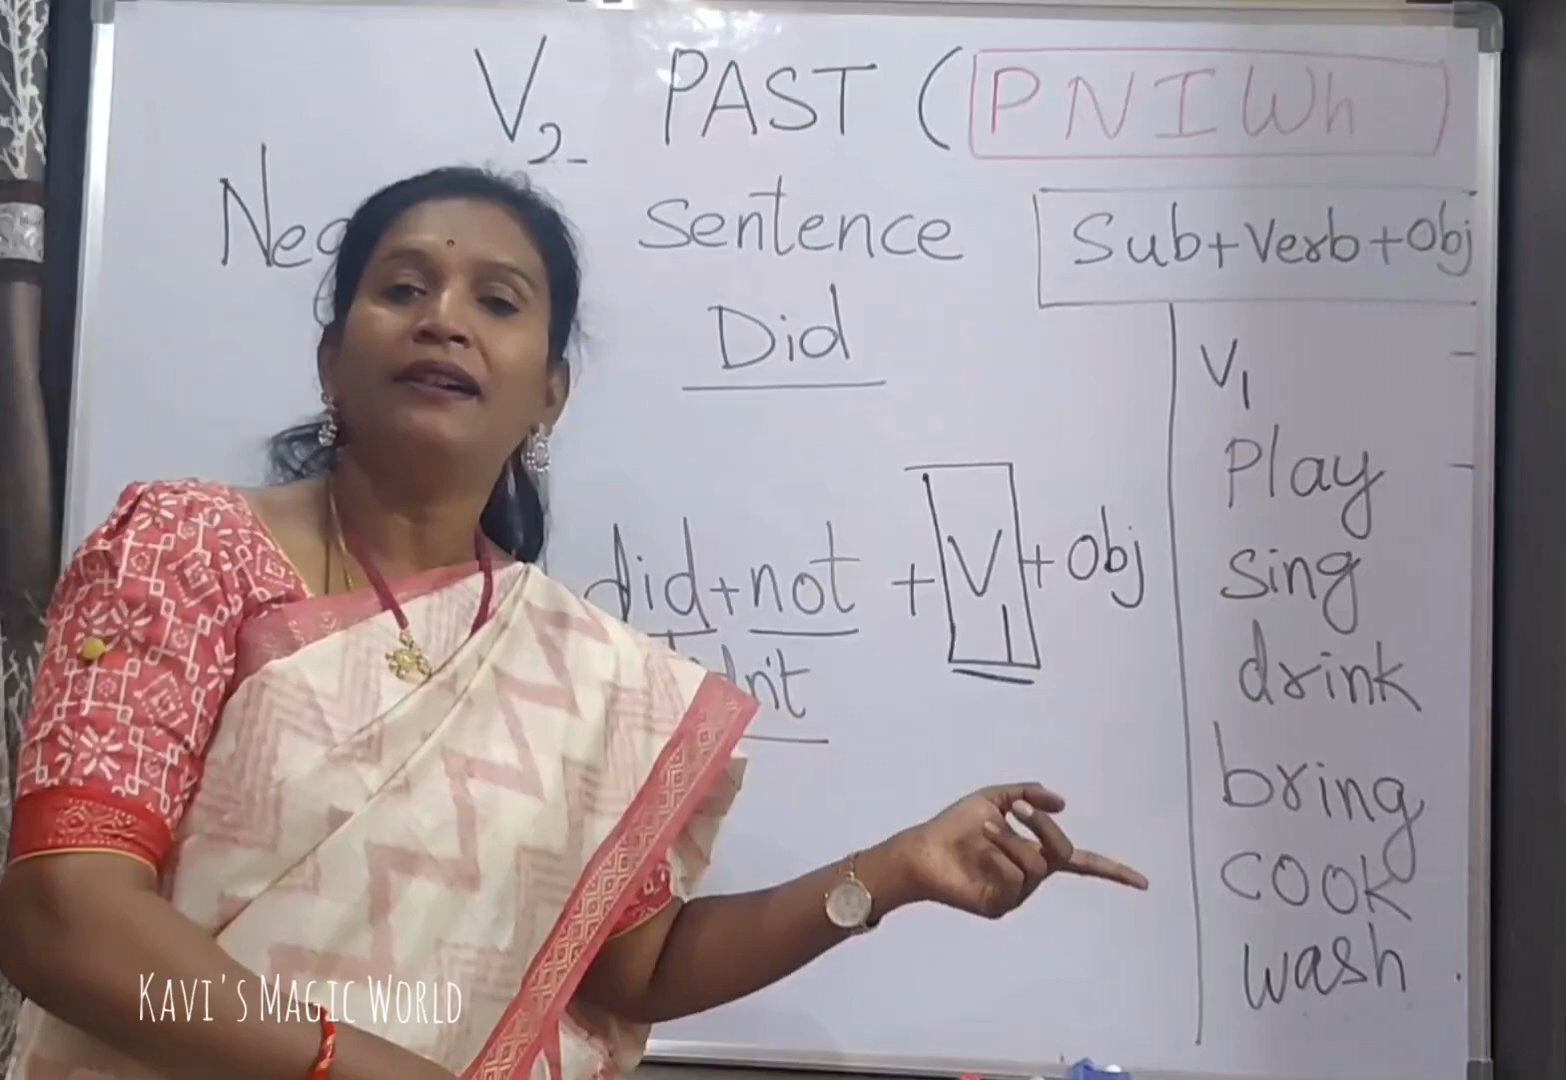 V2 PAST (PNIWh)
sentence
Sub+Verb+Obj
Did
did+not +V1+Obj
V1
Play
sing
drink
bring
cook
wash
KAVI'S MAGIC WORLD